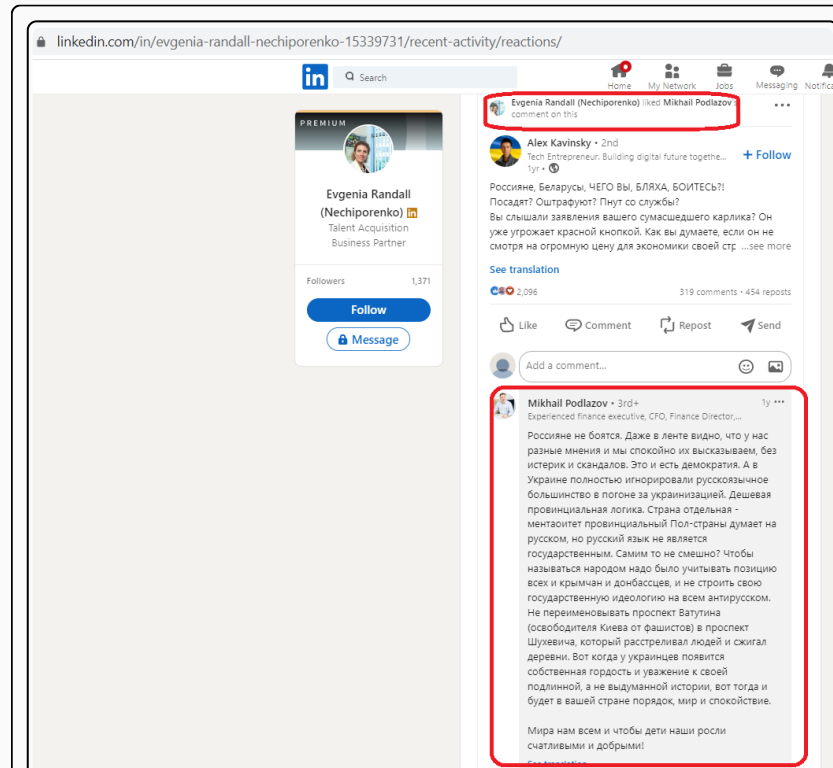 linkedin.com/in/evgenia-randall-nechiporenko-15339731/recent-activity/reactions/
in
Search
Home
My Network
Jobs
Messaging
Notifica
PREMIUM
Evgenia Randall
(Nechiporenko) in
Talent Acquisition
Business Partner
Followers 1,371
Follow
Message
Evgenia Randall (Nechiporenko) liked Mikhail Podlazov's
comment on this
Alex Kavinsky • 2nd
Tech Entrepreneur. Building digital future togethe...
1yr •
+ Follow
Россияне, Беларусы, ЧЕГО ВЫ, БЛЯХА, БОИТЕСЬ?!
Посадят? Оштрафуют? Пнут со службы?
Вы слышали заявления вашего сумасшедшего карлика? Он
уже угрожает красной кнопкой. Как вы думаете, если он не
смотря на огромную цену для экономики своей стр ...see more
See translation
2,096
319 comments • 454 reposts
Like
Comment
Repost
Send
Add a comment...
Mikhail Podlazov • 3rd+
1y
Experienced finance executive, CFO, Finance Director,...
Россияне не боятся. Даже в ленте видно, что у нас
разные мнения и мы спокойно их высказываем, без
истерик и скандалов. Это и есть демократия. А в
Украине полностью игнорировали русскоязычное
большинство в погоне за украинизацией. Дешевая
провинциальная логика. Страна отдельная -
ментаоитет провинциальный Пол-страны думает на
русском, но русский язык не является
государственным. Самим то не смешно? Чтобы
называться народом надо было учитывать позицию
всех и крымчан и донбассцев, и не строить свою
государственную идеологию на всем антирусском.
Не переименовывать проспект Ватутина
(освободителя Киева от фашистов) в проспект
Шухевича, который расстреливал людей и сжигал
деревни. Вот когда у украинцев появится
собственная гордость и уважение к своей
подлинной, а не выдуманной истории, вот тогда и
будет в вашей стране порядок, мир и спокойствие.
Мира нам всем и чтобы дети наши росли
счатливыми и добрыми!
See translation